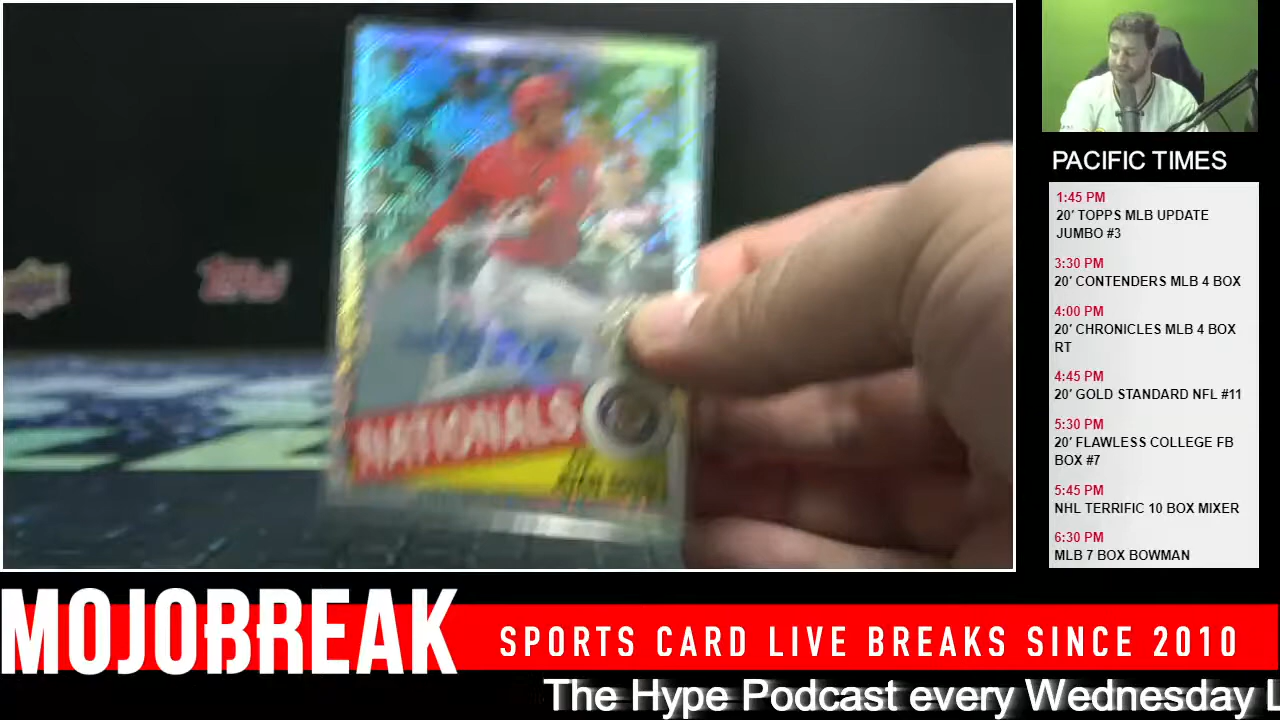 PACIFIC TIMES
1:45 PM
20' TOPPS MLB UPDATE
JUMBO #3
3:30 PM
20' CONTENDERS MLB 4 BOX
4:00 PM
20' CHRONICLES MLB 4 BOX
RT
4:45 PM
20' GOLD STANDARD NFL #11
5:30 PM
20' FLAWLESS COLLEGE FB
BOX #7
5:45 PM
NHL TERRIFIC 10 BOX MIXER
6:30 PM
MLB 7 BOX BOWMAN
Topps
NATIONALS
MOJOBREAK
SPORTS CARD LIVE BREAKS SINCE 2010
The Hype Podcast every Wednesday L